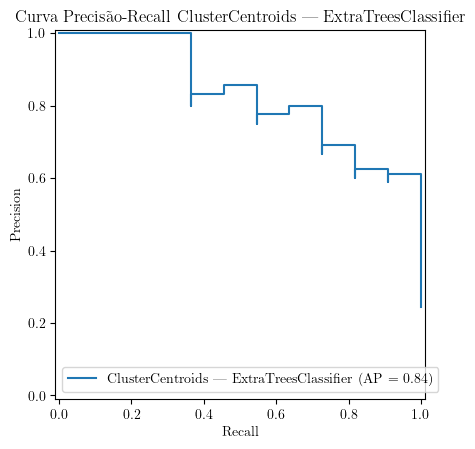 Curva Precisão-Recall ClusterCentroids — ExtraTreesClassifier
1.0
0.8
0.6
0.4
0.2
0.0
Precision
ClusterCentroids — ExtraTreesClassifier (AP = 0.84)
0.0 0.2 0.4 0.6 0.8 1.0
Recall